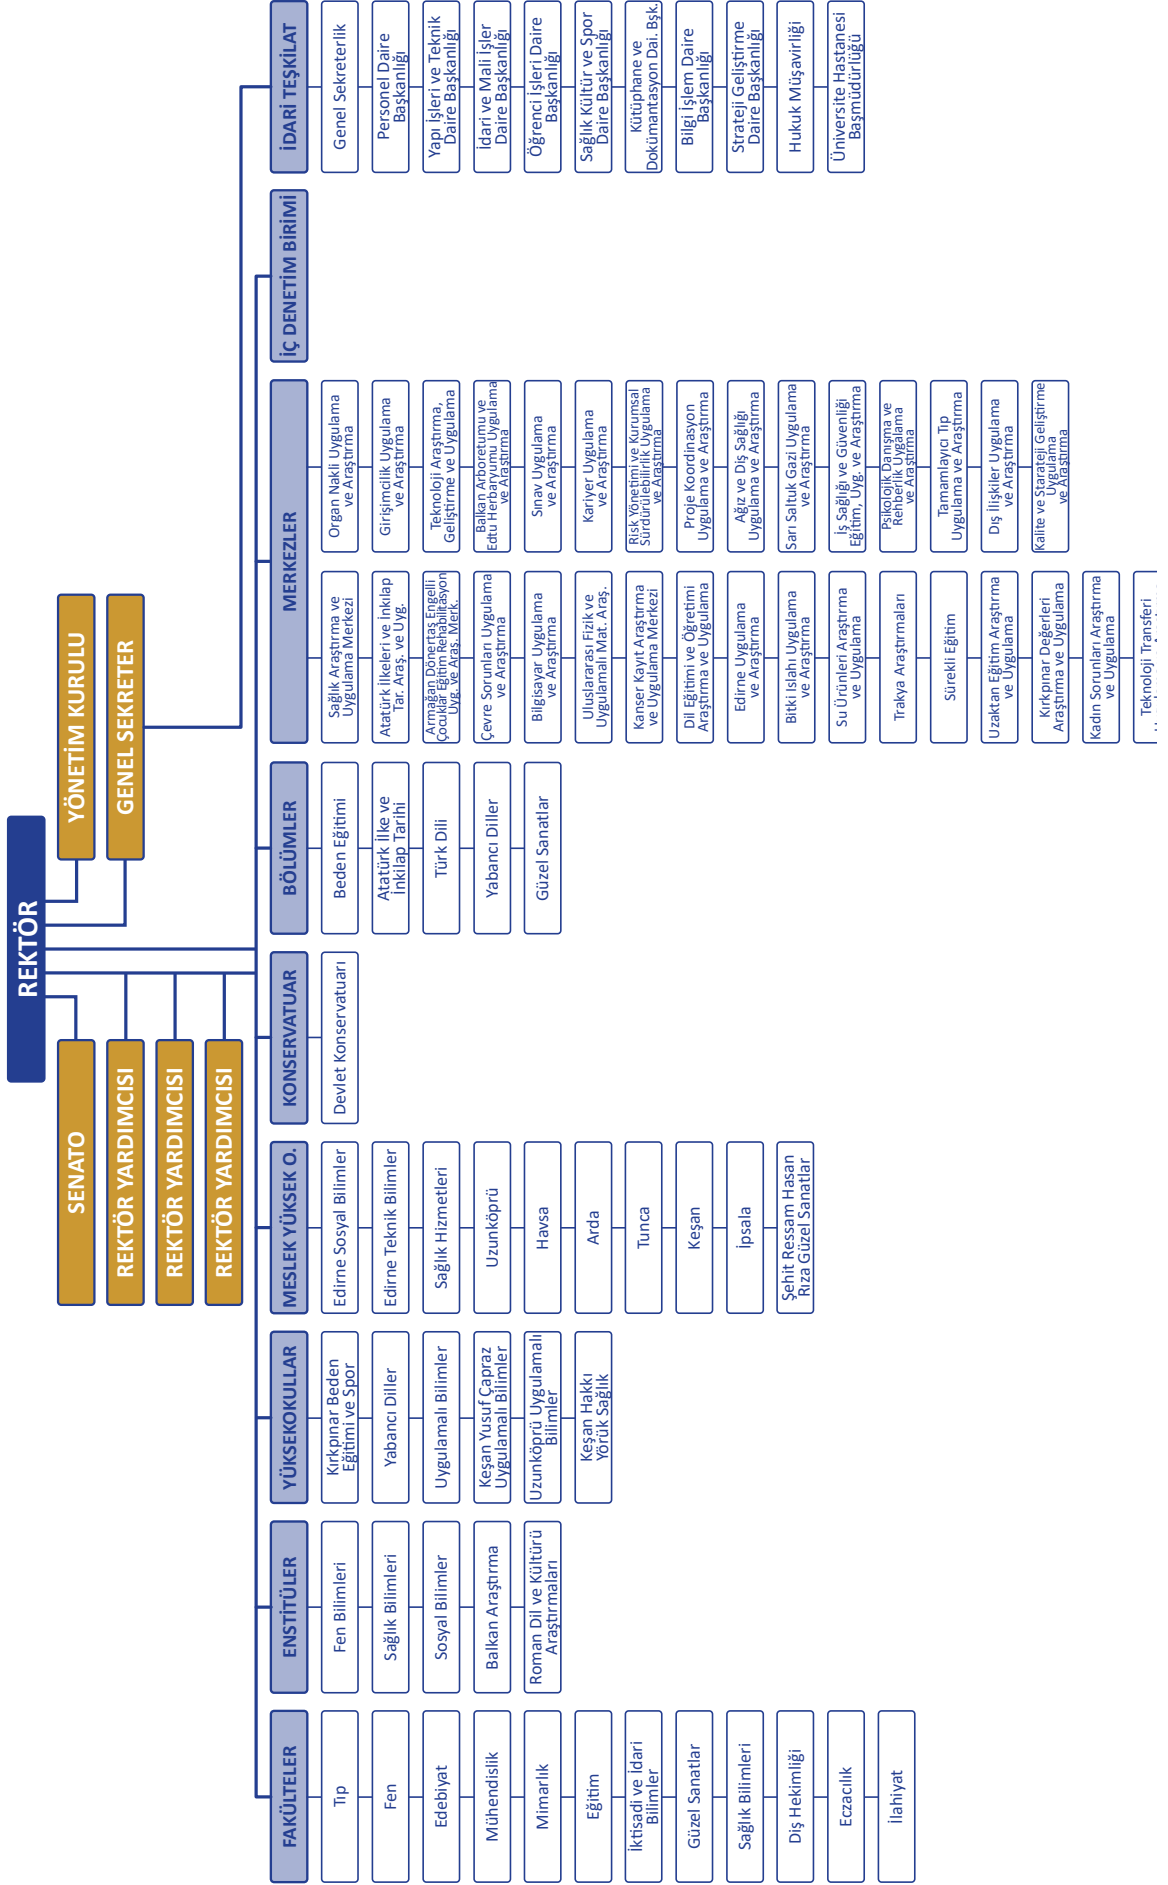 REKTÖR
SENATO
REKTÖR YARDIMCISI
REKTÖR YARDIMCISI
REKTÖR YARDIMCISI
YÖNETİM KURULU
GENEL SEKRETER
FAKÜLTELER
Tıp
Fen
Edebiyat
Mühendislik
Mimarlık
Eğitim
İktisadi ve İdari
Bilimler
Güzel Sanatlar
Sağlık Bilimleri
Diş Hekimliği
Eczacılık
İlahiyat
ENSTİTÜLER
Fen Bilimleri
Sağlık Bilimleri
Sosyal Bilimler
Balkan Araştırma
Roman Dil ve Kültürü
Araştırmaları
YÜKSEKOKULLAR
Kırkpınar Beden
Eğitimi ve Spor
Yabancı Diller
Uygulamalı Bilimler
Keşan Yusuf Çapraz
Uygulamalı Bilimler
Uzunköprü Uygulamalı
Bilimler
Keşan Hakkı
Yörük Sağlık
MESLEK YÜKSEK O.
Edirne Sosyal Bilimler
Edirne Teknik Bilimler
Sağlık Hizmetleri
Uzunköprü
Havsa
Arda
Tunca
Keşan
İpsala
Şehit Ressam Hasan
Rıza Güzel Sanatlar
KONSERVATUAR
Devlet Konservatuarı
BÖLÜMLER
Beden Eğitimi
Atatürk İlke ve
İnkilap Tarihi
Türk Dili
Yabancı Diller
Güzel Sanatlar
MERKEZLER
Sağlık Araştırma ve
Uygulama Merkezi
Atatürk İlkeleri ve İnkılap
Tar. Araş. ve Uyg.
Armağan Dönertaş Engelli
Çocuklar Eğitim Rehabilitasyon
Uyg. ve Araş. Merk.
Çevre Sorunları Uygulama
ve Araştırma
Bilgisayar Uygulama
ve Araştırma
Uluslararası Fizik ve
Uygulamalı Mat. Araş.
Kanser Kayıt Araştırma
ve Uygulama Merkezi
Dil Eğitimi ve Öğretimi
Araştırma ve Uygulama
Edirne Uygulama
ve Araştırma
Bitki Islahı Uygulama
ve Araştırma
Su Ürünleri Araştırma
ve Uygulama
Trakya Araştırmaları
Sürekli Eğitim
Uzaktan Eğitim Araştırma
ve Uygulama
Kırkpınar Değerleri
Araştırma ve Uygulama
Kadın Sorunları Araştırma
ve Uygulama
Teknoloji Transferi
Organ Nakli Uygulama
ve Araştırma
Girişimcilik Uygulama
ve Araştırma
Teknoloji Araştırma,
Geliştirme ve Uygulama
Balkan Arboretumu ve
Edtu Herbaryumu Uygulama
ve Akaştırma
Sınav Uygulama
ve Araştırma
Kariyer Uygulama
ve Araştırma
Risk Yönetimi ve Kurumsal
Sürdürülebilirlik Uygulama
ve Araştırma
Proje Koordinasyon
Uygulama ve Araştırma
Ağız ve Diş Sağlığı
Uygulama ve Araştırma
Sarı Saltuk Gazi Uygulama
ve Araştırma
İş Sağlığı ve Güvenliği
Eğitim, Uyg. ve Araştırma
Psikolojik Danışma ve
Rehberlik Uygalama
ve Araştırma
Tamamlayıcı Tıp
Uygulama ve Araştırma
Dış İlişkiler Uygulama
ve Araştırma
Kalite ve Starateji Geliştirme
Uygulama
ve Araştırma
İÇ DENETİM BİRİMİ
İDARİ TEŞKİLAT
Genel Sekreterlik
Personel Daire
Başkanlığı
Yapı İşleri ve Teknik
Daire Başkanlığı
İdari ve Mali İşler
Daire Başkanlığı
Öğrenci İşleri Daire
Başkanlığı
Sağlık Kültür ve Spor
Daire Başkanlığı
Kütüphane ve
Dokümantasyon Dai. Bşk.
Bilgi İşlem Daire
Başkanlığı
Strateji Geliştirme
Daire Başkanlığı
Hukuk Müşavirliği
Üniversite Hastanesi
Başmüdürlüğü